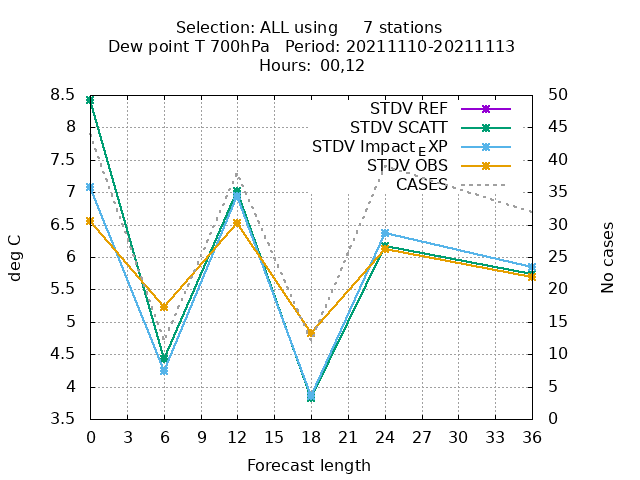 Selection: ALL using     7 stations
Dew point T 700hPa   Period: 20211110-20211113
Hours: 00,12
8.5
8
7.5
7
6.5
6
5.5
5
4.5
4
3.5
deg C
STDV REF
STDV SCATT
STDV Impact_EXP
STDV OBS
CASES
50
45
40
35
30
25
20
15
10
5
0
No cases
0 3 6 9 12 15 18 21 24 27 30 33 36
Forecast length